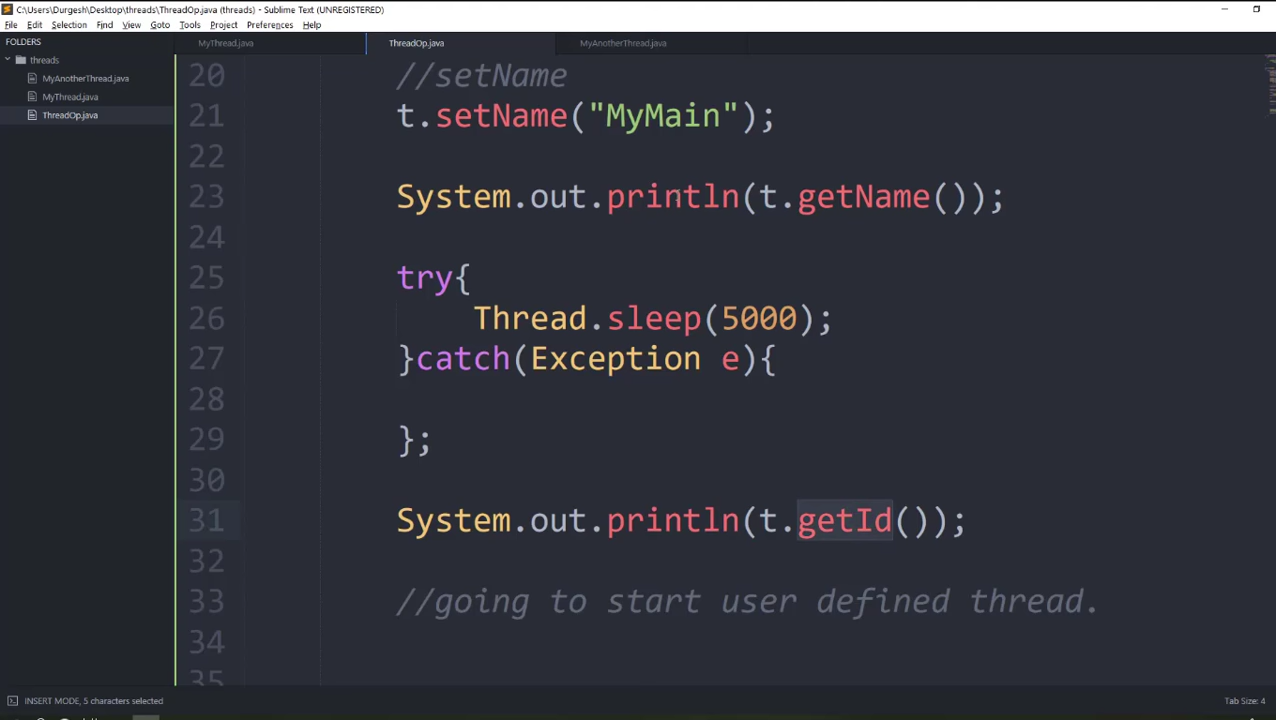 C:\Users\Durgesh\Desktop\threads\ThreadOp.java (threads) - Sublime Text (UNREGISTERED)
File Edit Selection Find View Goto Tools Project Preferences Help
FOLDERS
threads
MyAnotherThread.java
MyThread.java
ThreadOp.java
MyThread.java ThreadOp.java MyAnotherThread.java
20 //setName
21 t.setName("MyMain");
22
23 System.out.println(t.getName());
24
25 try{
26 Thread.sleep(5000);
27 }catch(Exception e){
28
29 };
30
31 System.out.println(t.getId());
32
33 //going to start user defined thread.
34
35
INSERT MODE, 5 characters selected Tab Size: 4